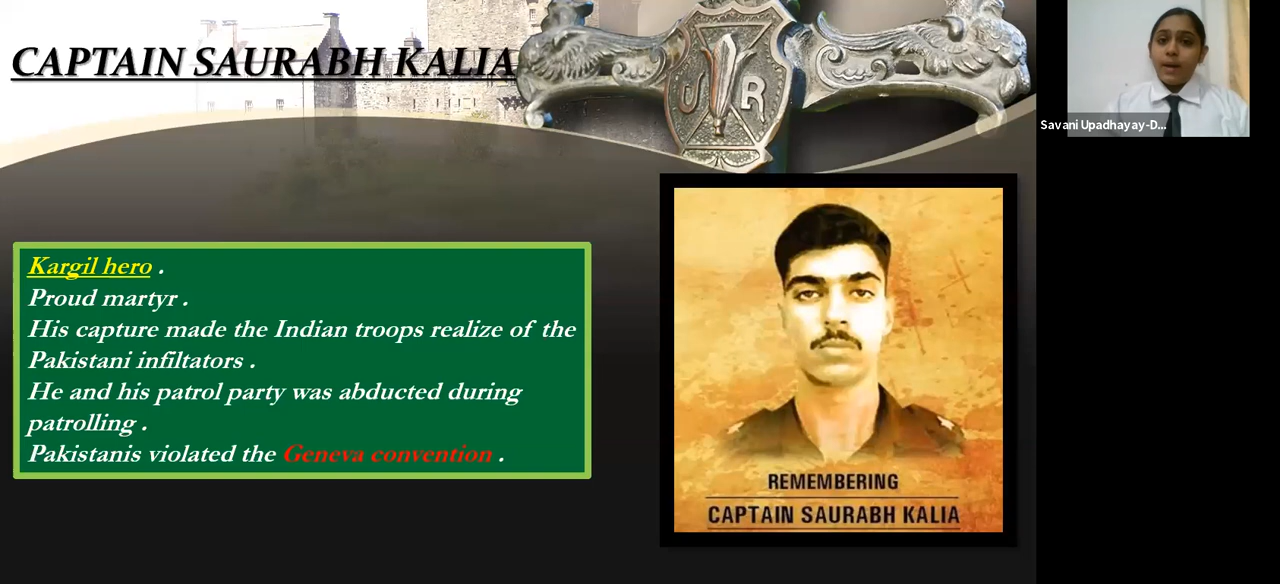 CAPTAIN SAURABH KALIA
U R
Savani Upadhayay-D...
Kargil hero .
Proud martyr .
His capture made the Indian troops realize of the
Pakistani infiltators .
He and his patrol party was abducted during
patrolling .
Pakistanis violated the Geneva convention .
REMEMBERING
CAPTAIN SAURABH KALIA